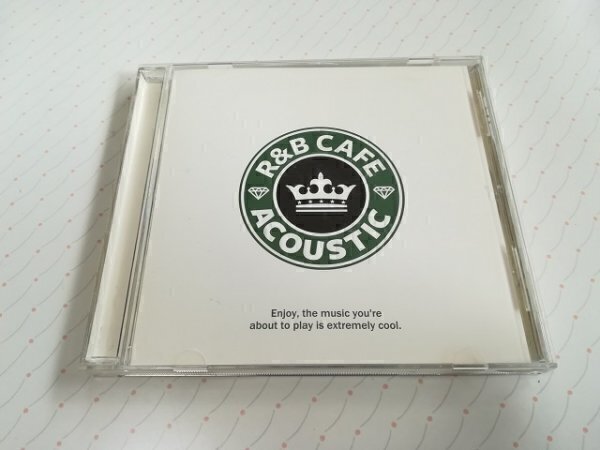 R&B CAFE
ACOUSTIC
Enjoy, the music you're
about to play is extremely cool.